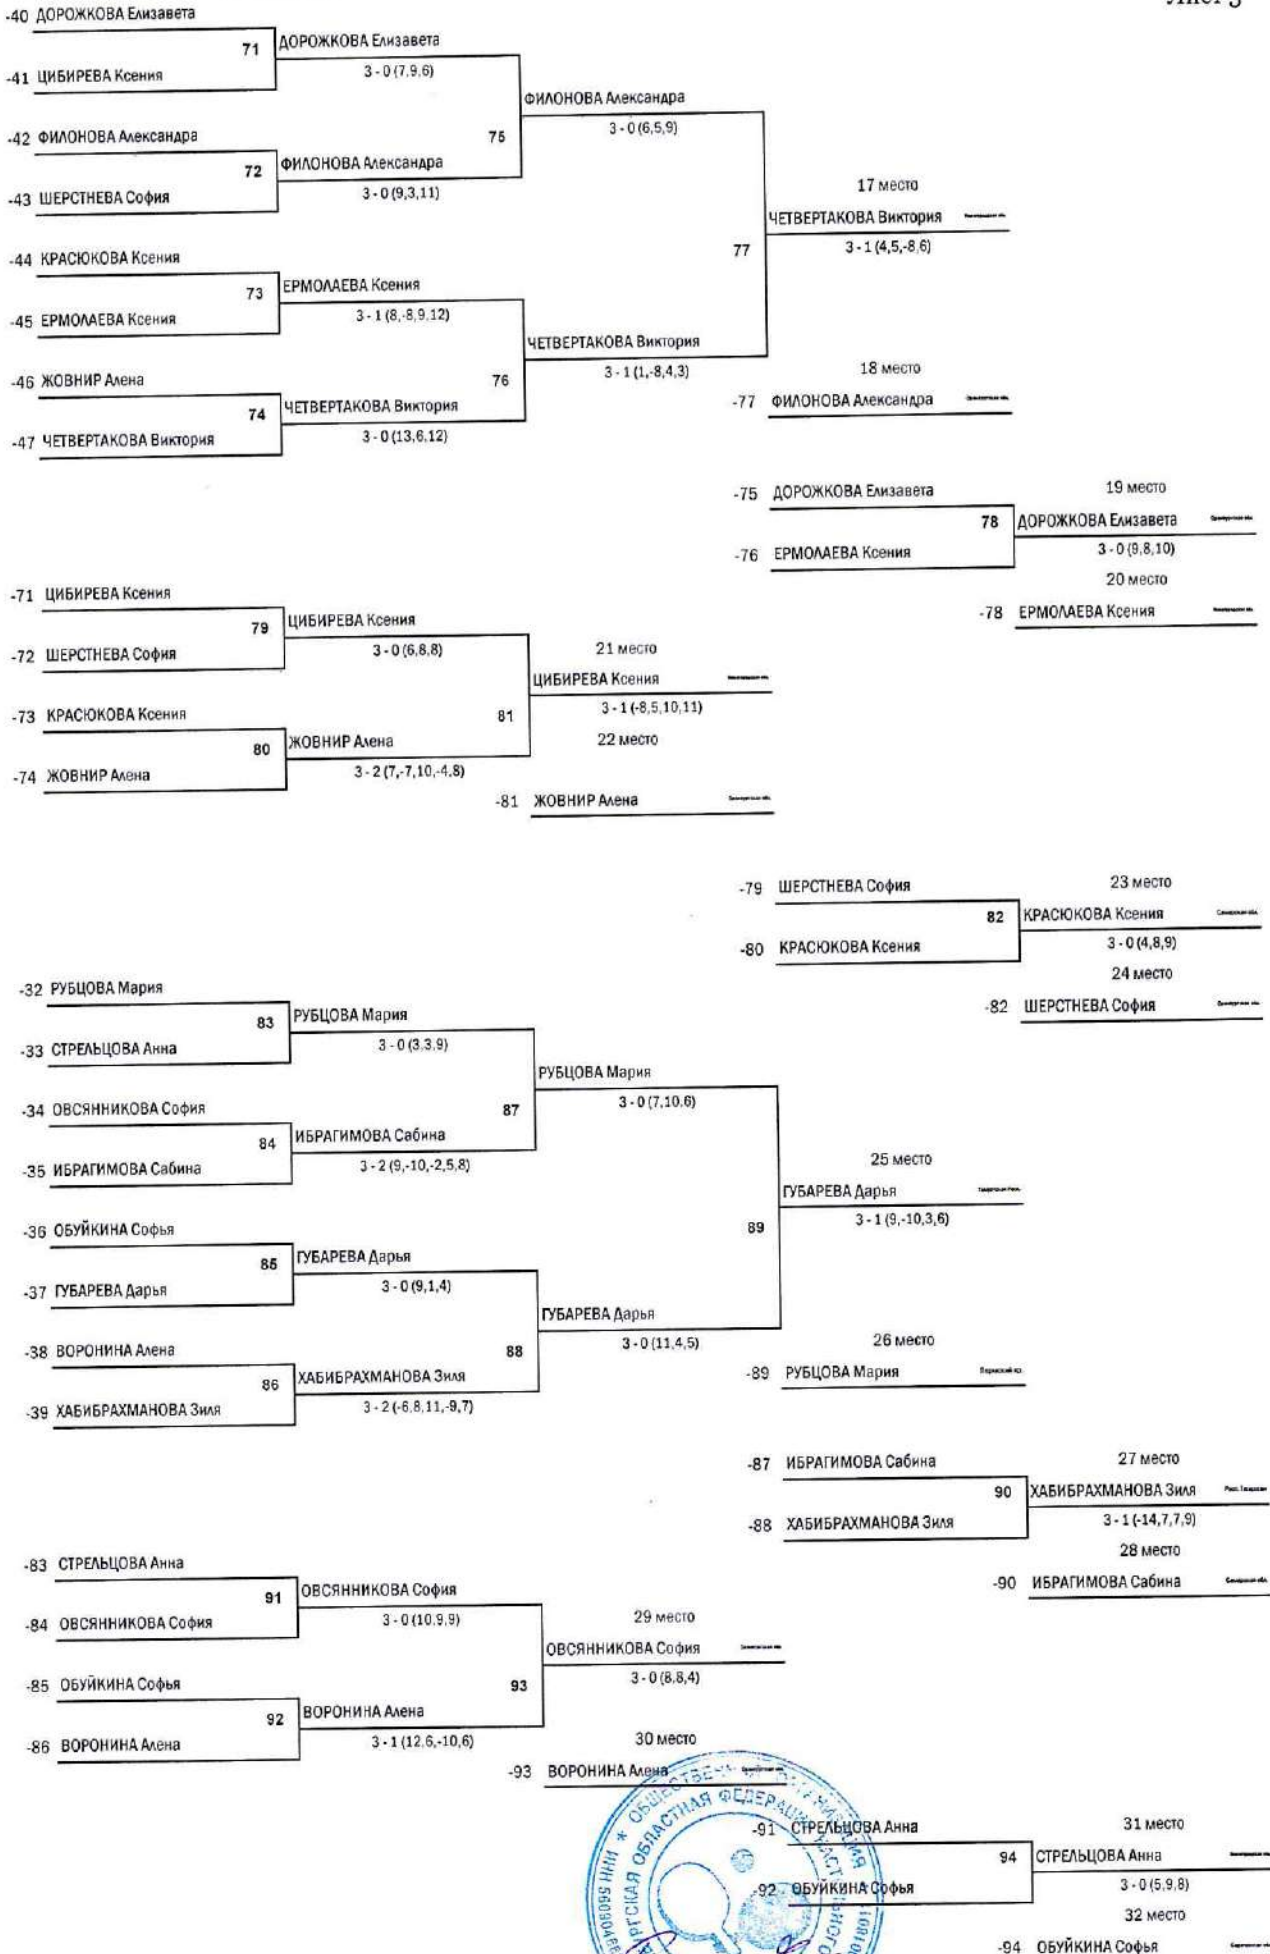 -40 ДОРОЖКОВА Елизавета
71 ДОРОЖКОВА Елизавета
-41 ЦИБИРЕВА Ксения
3 - 0 (7,9,6)
ФИЛОНОВА Александра
-42 ФИЛОНОВА Александра
75
3 - 0 (6,5,9)
72 ФИЛОНОВА Александра
-43 ШЕРСТНЕВА София
3 - 0 (9,3,11)
17 место
ЧЕТВЕРТАКОВА Виктория
77
3 - 1 (4,5,-8,6)
-44 КРАСЮКОВА Ксения
73 ЕРМОЛАЕВА Ксения
-45 ЕРМОЛАЕВА Ксения
3 - 1 (8,-8,9,12)
ЧЕТВЕРТАКОВА Виктория
-46 ЖОВНИР Алена
76
3 - 1 (1,-8,4,3)
18 место
74 ЧЕТВЕРТАКОВА Виктория
-77 ФИЛОНОВА Александра
-47 ЧЕТВЕРТАКОВА Виктория
3 - 0 (13,6,12)
-75 ДОРОЖКОВА Елизавета
19 место
78 ДОРОЖКОВА Елизавета
-76 ЕРМОЛАЕВА Ксения
3 - 0 (9,8,10)
20 место
-78 ЕРМОЛАЕВА Ксения
-71 ЦИБИРЕВА Ксения
79 ЦИБИРЕВА Ксения
-72 ШЕРСТНЕВА София
3 - 0 (6,8,8)
21 место
ЦИБИРЕВА Ксения
-73 КРАСЮКОВА Ксения
81
3 - 1 (-8,5,10,11)
80 ЖОВНИР Алена
22 место
-74 ЖОВНИР Алена
3 - 2 (7,-7,10,-4,8)
-81 ЖОВНИР Алена
-79 ШЕРСТНЕВА София
23 место
82 КРАСЮКОВА Ксения
-80 КРАСЮКОВА Ксения
3 - 0 (4,8,9)
24 место
-82 ШЕРСТНЕВА София
-32 РУБЦОВА Мария
83 РУБЦОВА Мария
-33 СТРЕЛЬЦОВА Анна
3 - 0 (3,3,9)
РУБЦОВА Мария
-34 ОВСЯННИКОВА София
87
3 - 0 (7,10,6)
84 ИБРАГИМОВА Сабина
-35 ИБРАГИМОВА Сабина
3 - 2 (9,-10,-2,5,8)
25 место
ГУБАРЕВА Дарья
89
3 - 1 (9,-10,3,6)
-36 ОБУЙКИНА Софья
85 ГУБАРЕВА Дарья
-37 ГУБАРЕВА Дарья
3 - 0 (9,1,4)
ГУБАРЕВА Дарья
-38 ВОРОНИНА Алена
88
3 - 0 (11,4,5)
26 место
86 ХАБИБРАХМАНОВА Зиля
-89 РУБЦОВА Мария
-39 ХАБИБРАХМАНОВА Зиля
3 - 2 (-6,8,11,-9,7)
-87 ИБРАГИМОВА Сабина
27 место
90 ХАБИБРАХМАНОВА Зиля
-88 ХАБИБРАХМАНОВА Зиля
3 - 1 (-14,7,7,9)
28 место
-90 ИБРАГИМОВА Сабина
-83 СТРЕЛЬЦОВА Анна
91 ОВСЯННИКОВА София
-84 ОВСЯННИКОВА София
3 - 0 (10,9,9)
29 место
ОВСЯННИКОВА София
-85 ОБУЙКИНА Софья
93
3 - 0 (8,8,4)
92 ВОРОНИНА Алена
-86 ВОРОНИНА Алена
3 - 1 (12,6,-10,6)
30 место
-93 ВОРОНИНА Алена
-91 СТРЕЛЬЦОВА Анна
31 место
94 СТРЕЛЬЦОВА Анна
-92 ОБУЙКИНА Софья
3 - 0 (5,9,8)
32 место
-94 ОБУЙКИНА Софья
ОБЛАСТНАЯ ФЕДЕРАЦИЯ